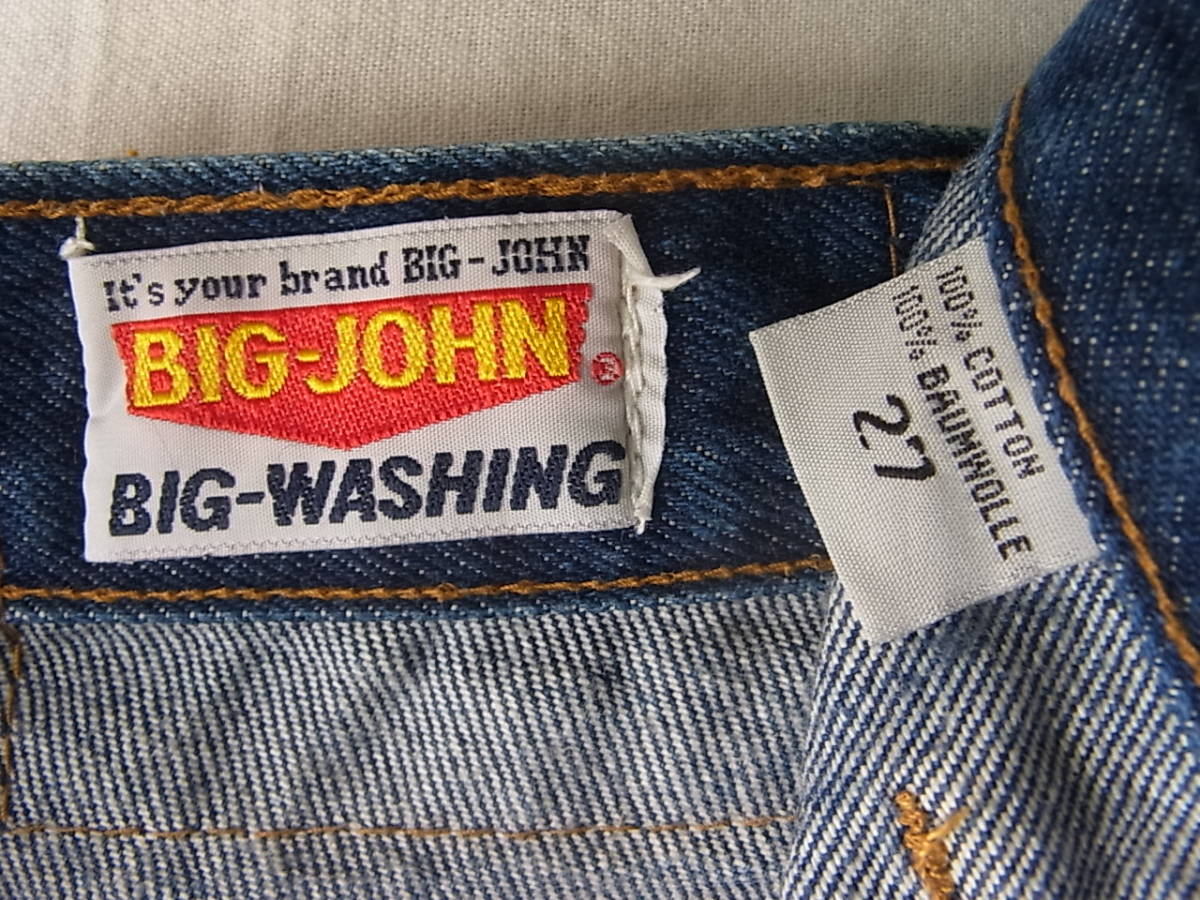 It's your brand BIG-JOHN
BIG-JOHN
®
BIG-WASHING
100% COTTON
100% BAUMWOLLE
27